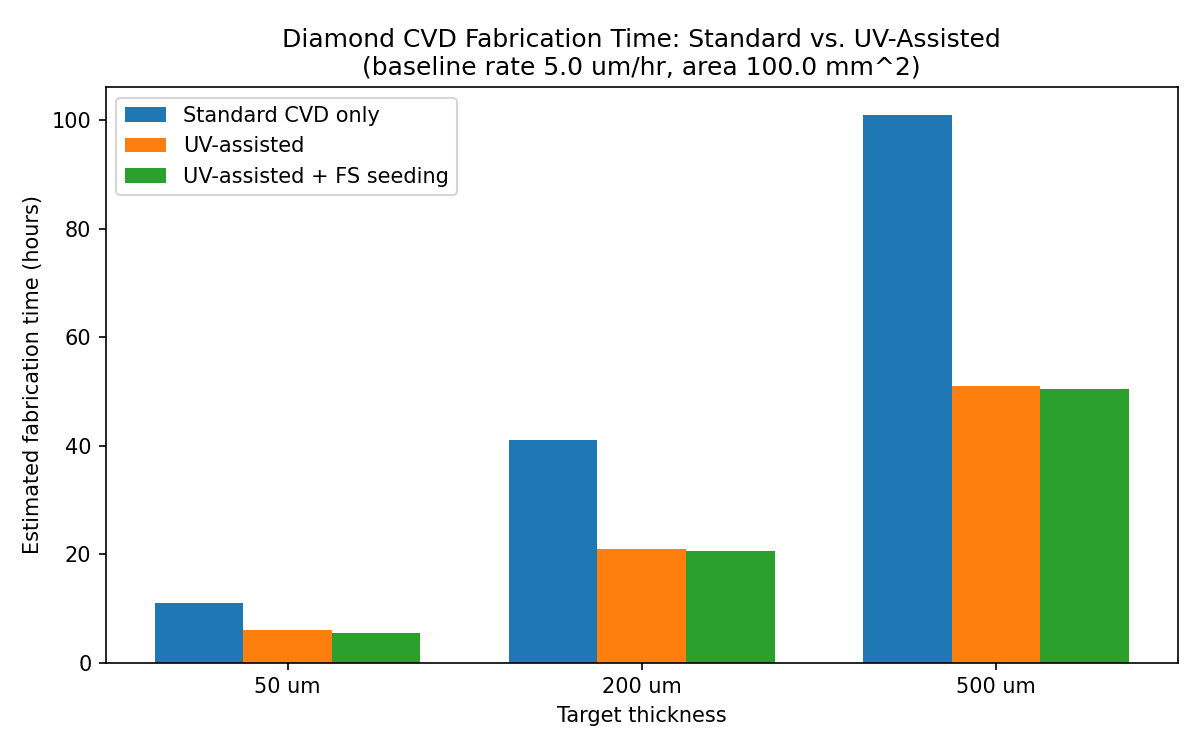 Diamond CVD Fabrication Time: Standard vs. UV-Assisted
(baseline rate 5.0 um/hr, area 100.0 mm^2)
Standard CVD only
UV-assisted
UV-assisted + FS seeding
Estimated fabrication time (hours)
100
80
60
40
20
0
50 um
200 um
500 um
Target thickness